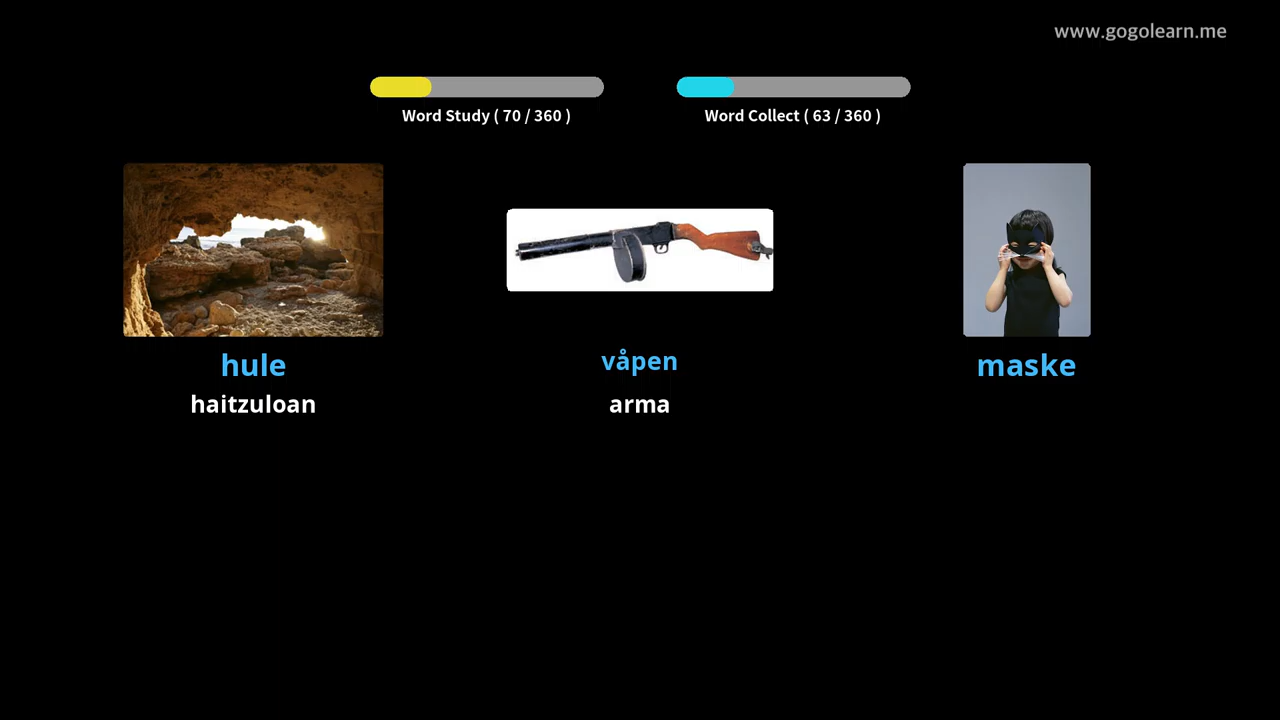 www.gogolearn.me
Word Study ( 70 / 360 )
Word Collect ( 63 / 360 )
hule
våpen
maske
haitzuloan
arma